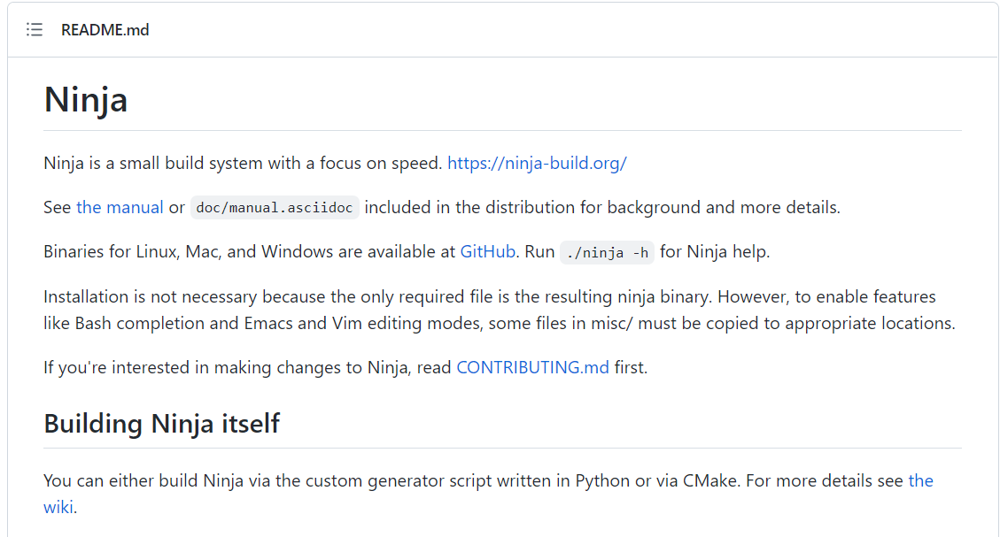 README.md
Ninja
Ninja is a small build system with a focus on speed. https://ninja-build.org/
See the manual or doc/manual.asciidoc included in the distribution for background and more details.
Binaries for Linux, Mac, and Windows are available at GitHub. Run ./ninja -h for Ninja help.
Installation is not necessary because the only required file is the resulting ninja binary. However, to enable features
like Bash completion and Emacs and Vim editing modes, some files in misc/ must be copied to appropriate locations.
If you're interested in making changes to Ninja, read CONTRIBUTING.md first.
Building Ninja itself
You can either build Ninja via the custom generator script written in Python or via CMake. For more details see the
wiki.